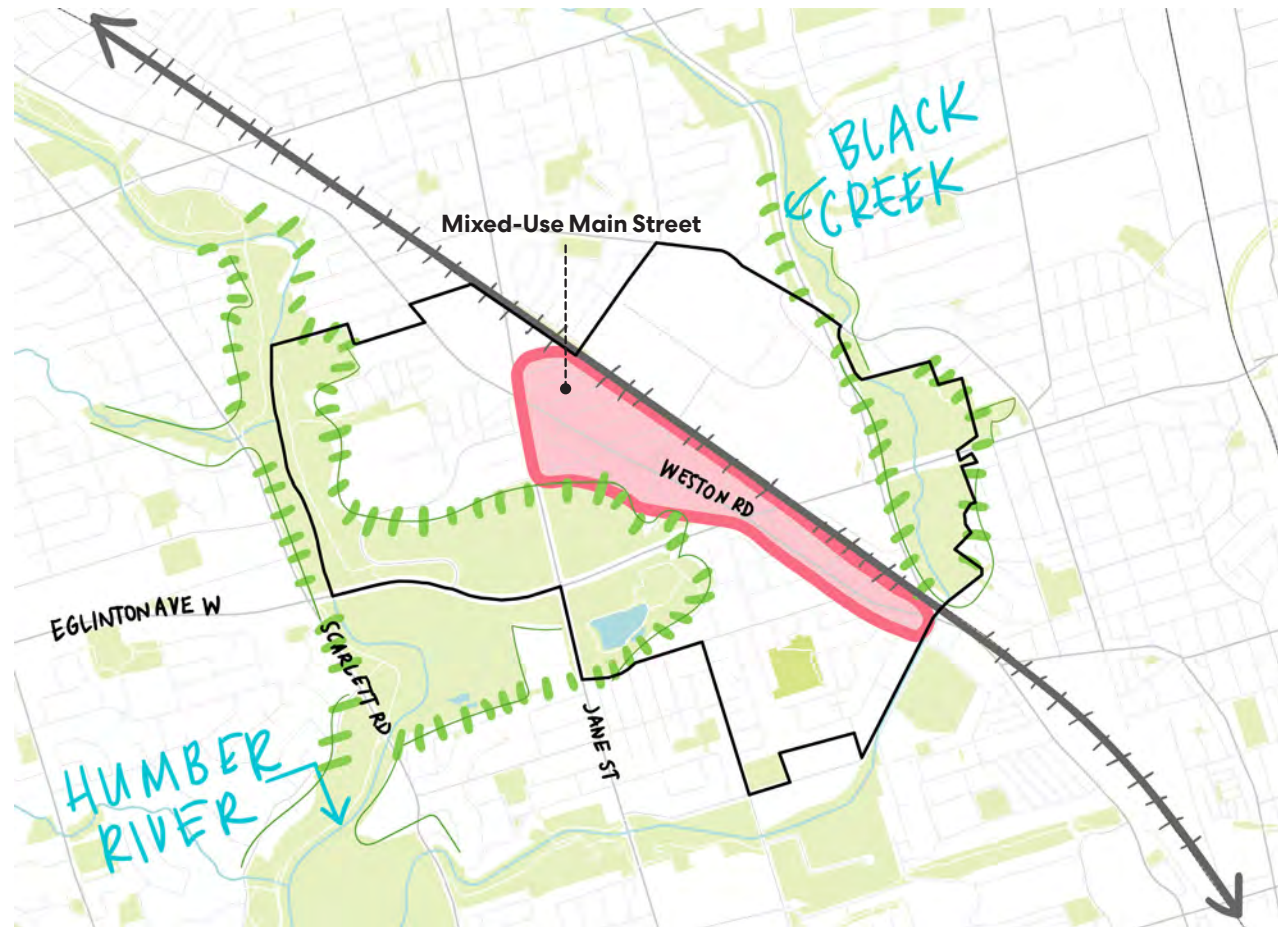 BLACK
CREEK
Mixed-Use Main Street
WESTON RD
EGLINTON AVE W
SCARLETT RD
JANE ST
HUMBER
RIVER